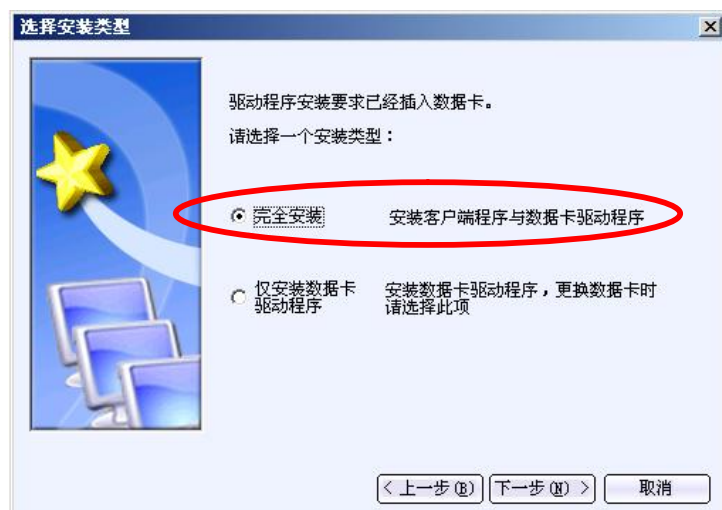 选择安装类型
驱动程序安装要求已经插入数据卡。
请选择一个安装类型：
完全安装 安装客户端程序与数据卡驱动程序
仅安装数据卡 安装数据卡驱动程序，更换数据卡时
驱动程序 请选择此项
< 上一步(B) 下一步(N) > 取消